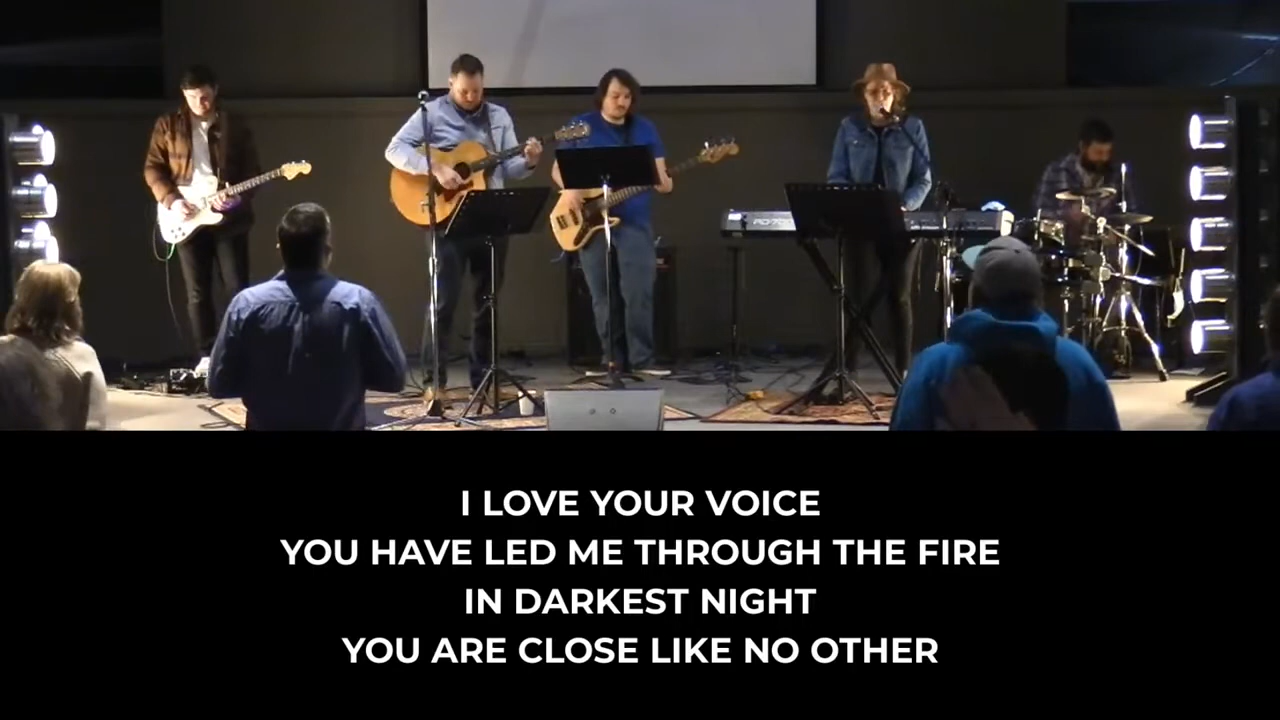 I LOVE YOUR VOICE
YOU HAVE LED ME THROUGH THE FIRE
IN DARKEST NIGHT
YOU ARE CLOSE LIKE NO OTHER